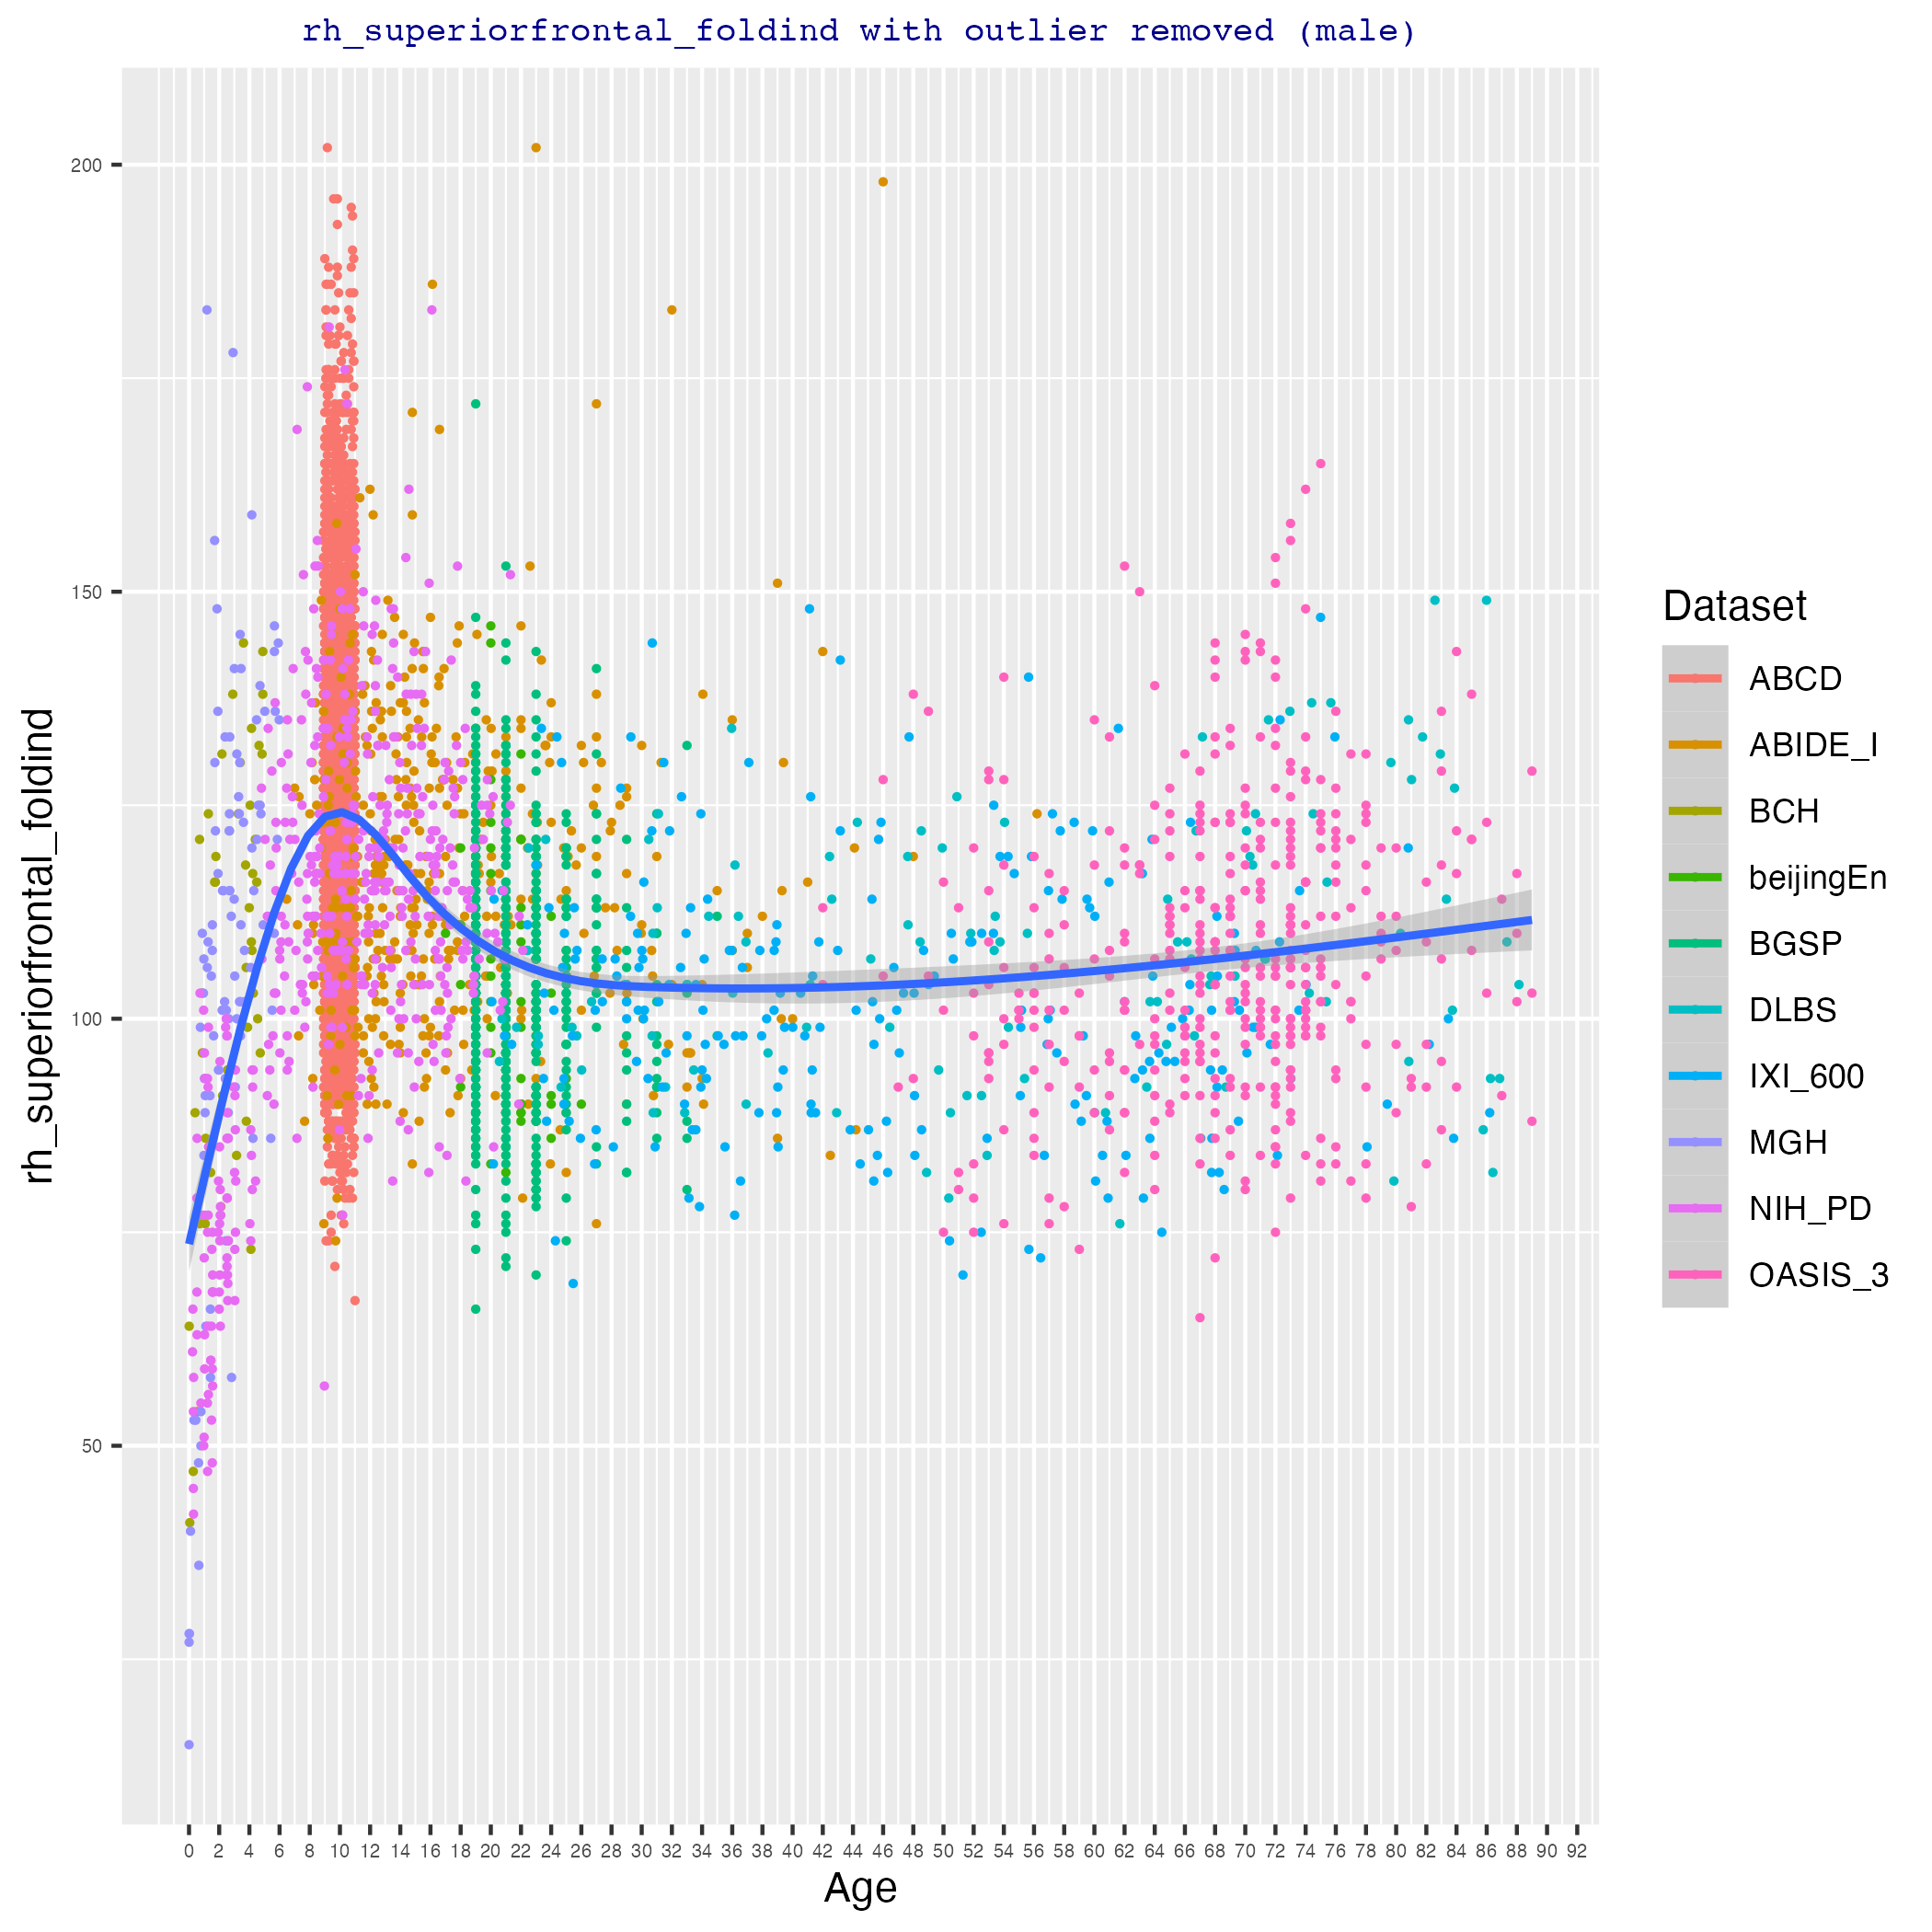 rh_superiorfrontal_foldind with outlier removed (male)
rh_superiorfrontal_foldind
200
150
100
50
0 2 4 6 8 10 12 14 16 18 20 22 24 26 28 30 32 34 36 38 40 42 44 46 48 50 52 54 56 58 60 62 64 66 68 70 72 74 76 78 80 82 84 86 88 90 92
Age
Dataset
ABCD
ABIDE_I
BCH
beijingEn
BGSP
DLBS
IXI_600
MGH
NIH_PD
OASIS_3